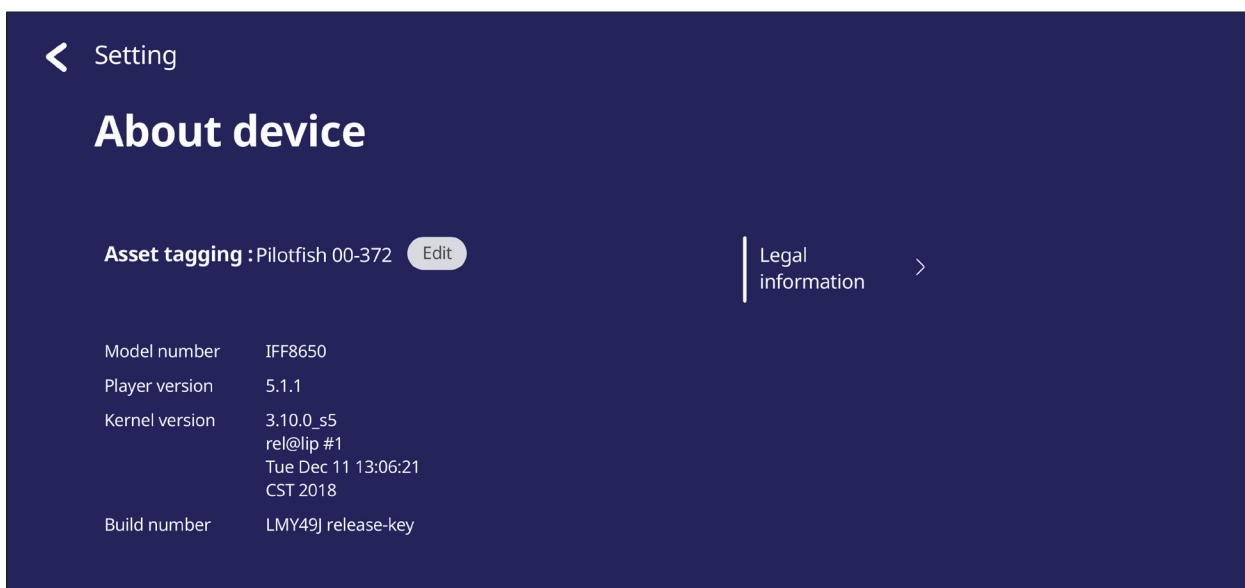 Setting
About device
Asset tagging : Pilotfish 00-372 Edit
Legal
information
Model number IFF8650
Player version 5.1.1
Kernel version 3.10.0_s5
rel@lip #1
Tue Dec 11 13:06:21
CST 2018
Build number LMY49J release-key